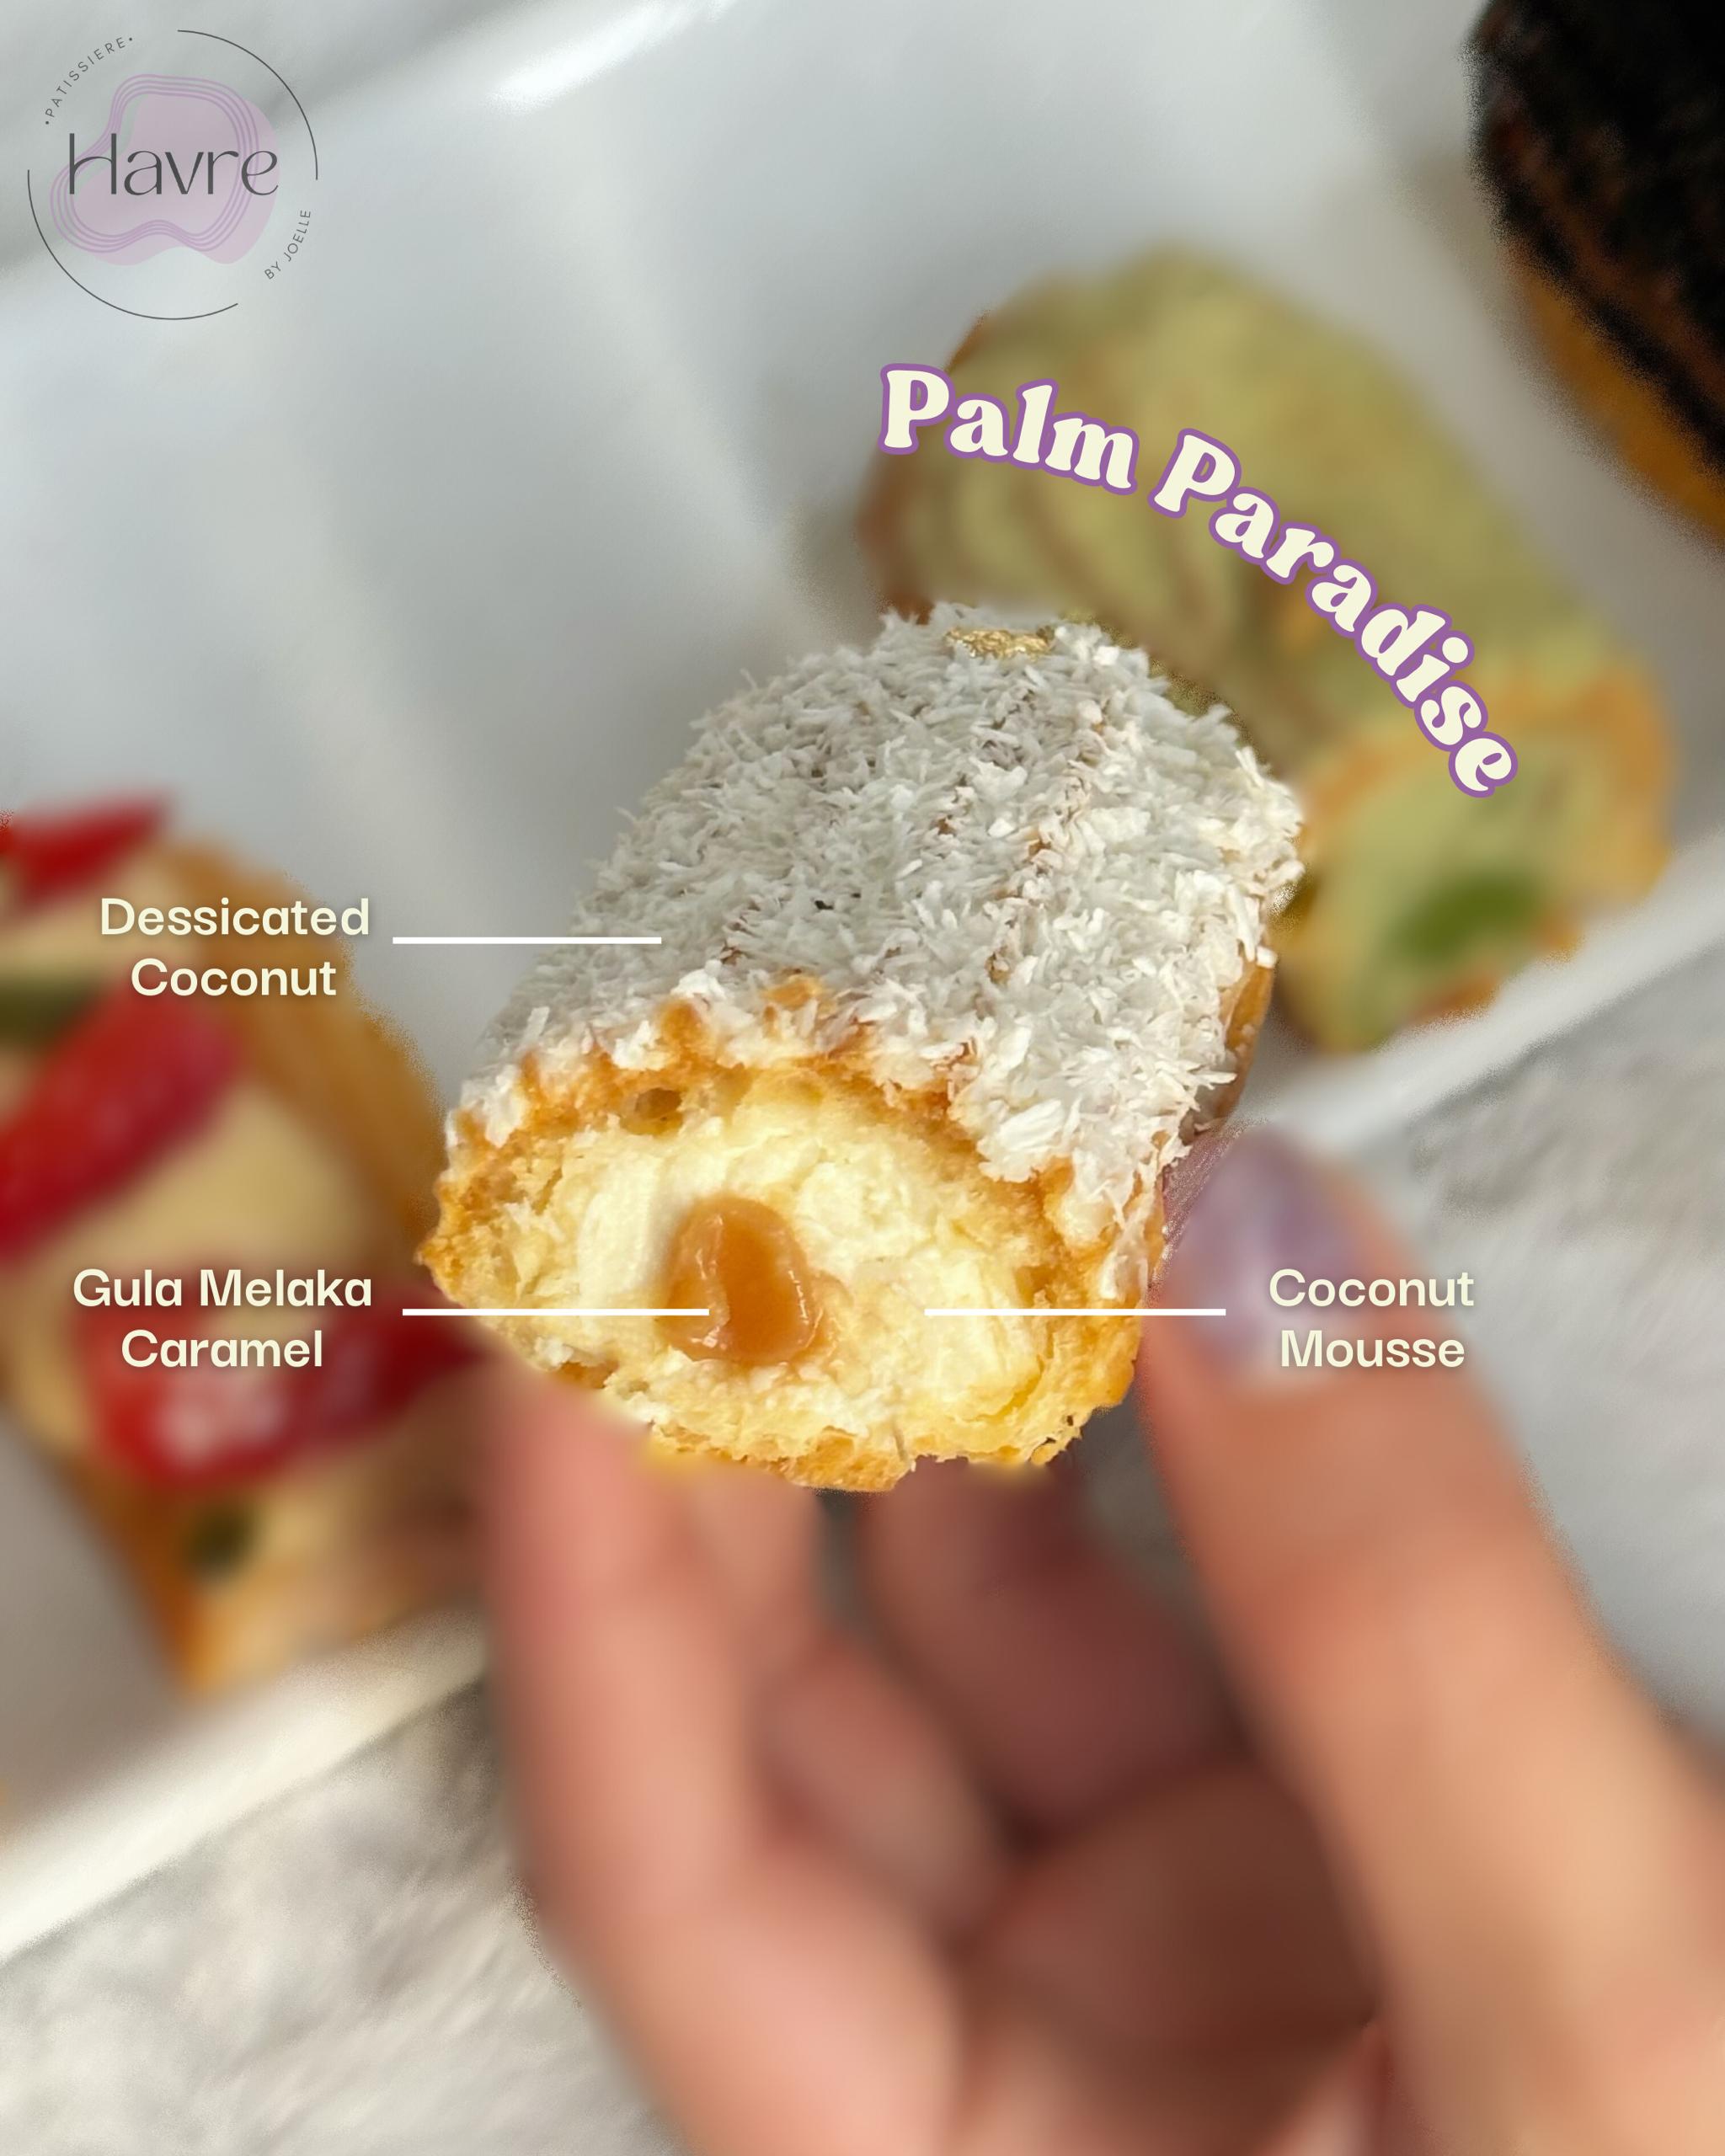 •PATISSIERE•
Havre
BY JOELLE
Palm Paradise
Dessicated
Coconut
Gula Melaka
Caramel
Coconut
Mousse